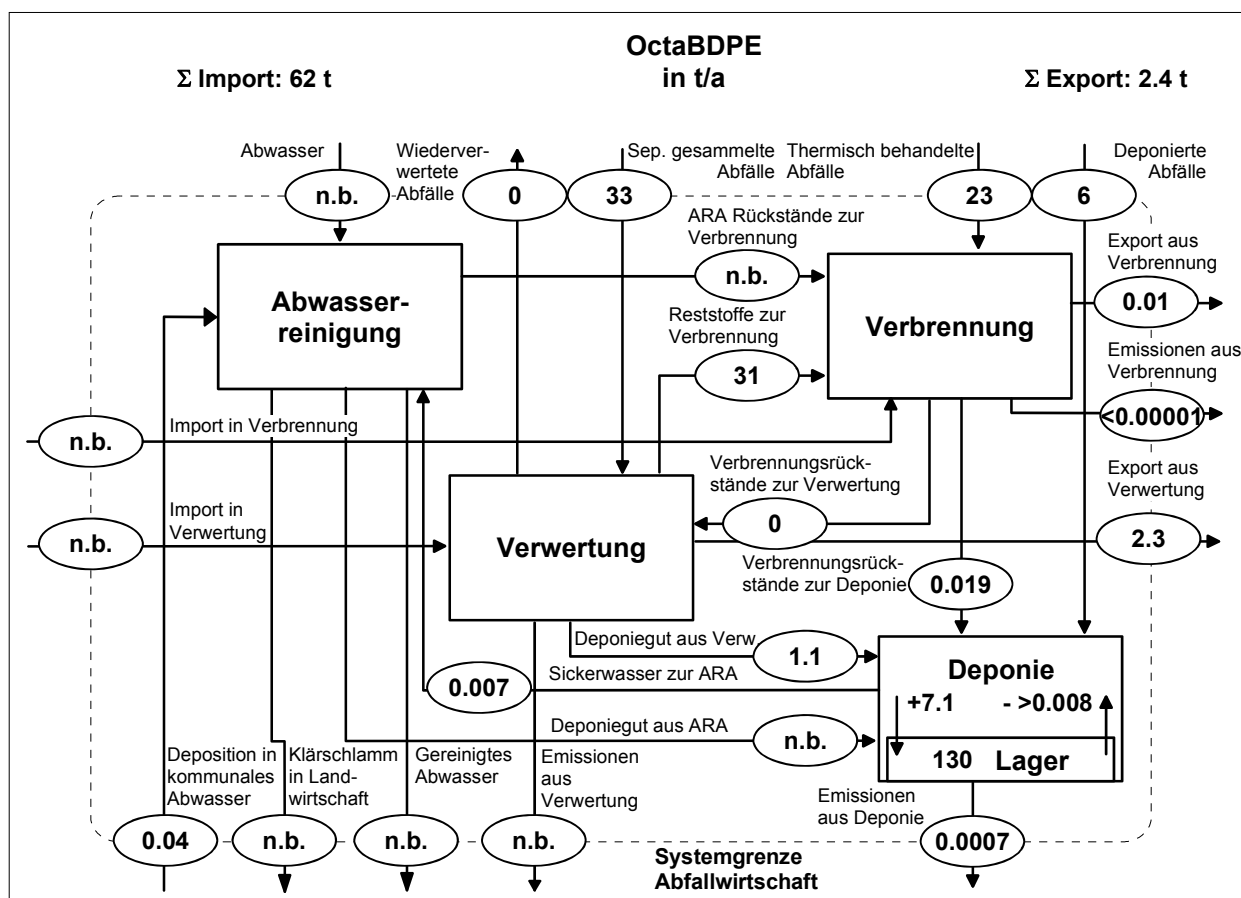 OctaBDPE
in t/a
Σ Import: 62 t
Σ Export: 2.4 t
Abwasser
n.b.
Wiederver-
wertete
Abfälle
0
33
Sep. gesammelte
Abfälle
Thermisch behandelte
Abfälle
23
6
Deponierte
Abfälle
ARA Rückstände zur
Verbrennung
n.b.
Abwasser-
reinigung
Verbrennung
Export aus
Verbrennung
0.01
Reststoffe zur
Verbrennung
31
Emissionen aus
Verbrennung
<0.00001
n.b.
Import in Verbrennung
Verbrennungsrück-
stände zur Verwertung
0
Export aus
Verwertung
2.3
n.b.
Import in
Verwertung
Verwertung
Verbrennungsrück-
stände zur Deponie
0.019
Deponiegut aus Verw.
1.1
Sickerwasser zur ARA
0.007
Deponie
+7.1
- >0.008
130 Lager
Deponiegut aus ARA
n.b.
Deposition in
kommunales
Abwasser
0.04
Klärschlamm
in Land-
wirtschaft
n.b.
Gereinigtes
Abwasser
n.b.
Emissionen
aus
Verwertung
n.b.
Emissionen
aus Deponie
0.0007
Systemgrenze
Abfallwirtschaft